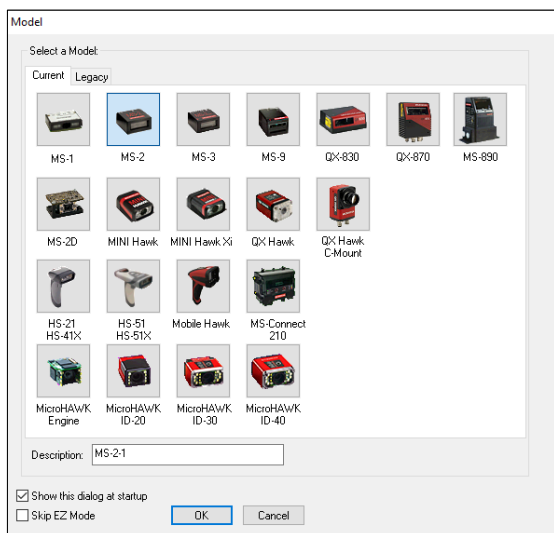 Model
Select a Model:
Current Legacy
MS-1 MS-2 MS-3 MS-9 QX-830 QX-870 MS-890
MS-2D MINI Hawk MINI Hawk Xi QX Hawk QX Hawk
C-Mount
HS-21 HS-51 Mobile Hawk MS-Connect
HS-41X HS-51X 210
MicroHAWK MicroHAWK MicroHAWK MicroHAWK
Engine ID-20 ID-30 ID-40
Description: MS-2-1
Show this dialog at startup
Skip EZ Mode OK Cancel